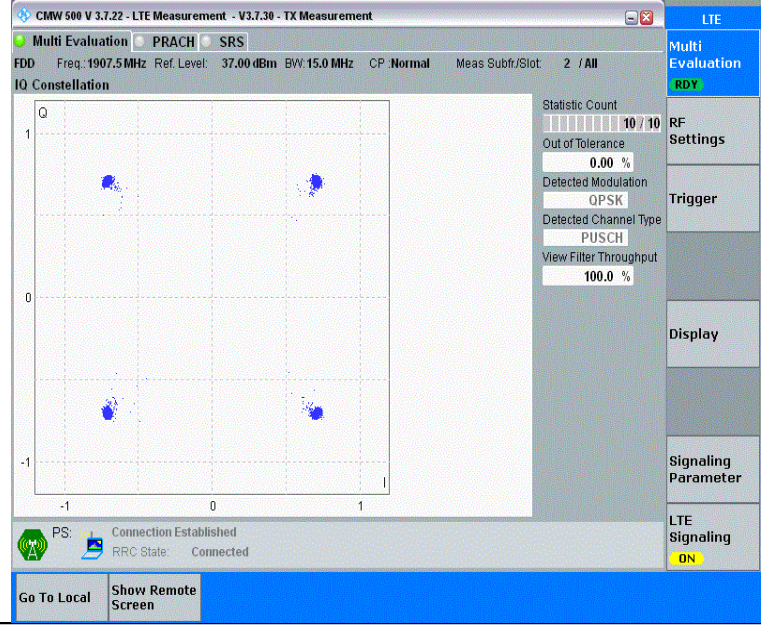 CMW 500 V 3.7.22 - LTE Measurement - V3.7.30 - TX Measurement
LTE
Multi Evaluation PRACH SRS
Multi
Evaluation
RDY
FDD Freq.:1907.5 MHz Ref. Level: 37.00 dBm BW:15.0 MHz CP :Normal Meas Subfr./Slot: 2 / All
IQ Constellation
Q
1
0
-1
-1
0
1
I
Statistic Count
10 / 10
Out of Tolerance
0.00 %
Detected Modulation
QPSK
Detected Channel Type
PUSCH
View Filter Throughput
100.0 %
RF
Settings
Trigger
Display
Signaling
Parameter
LTE
Signaling
ON
PS: Connection Established
RRC State: Connected
Go To Local
Show Remote
Screen